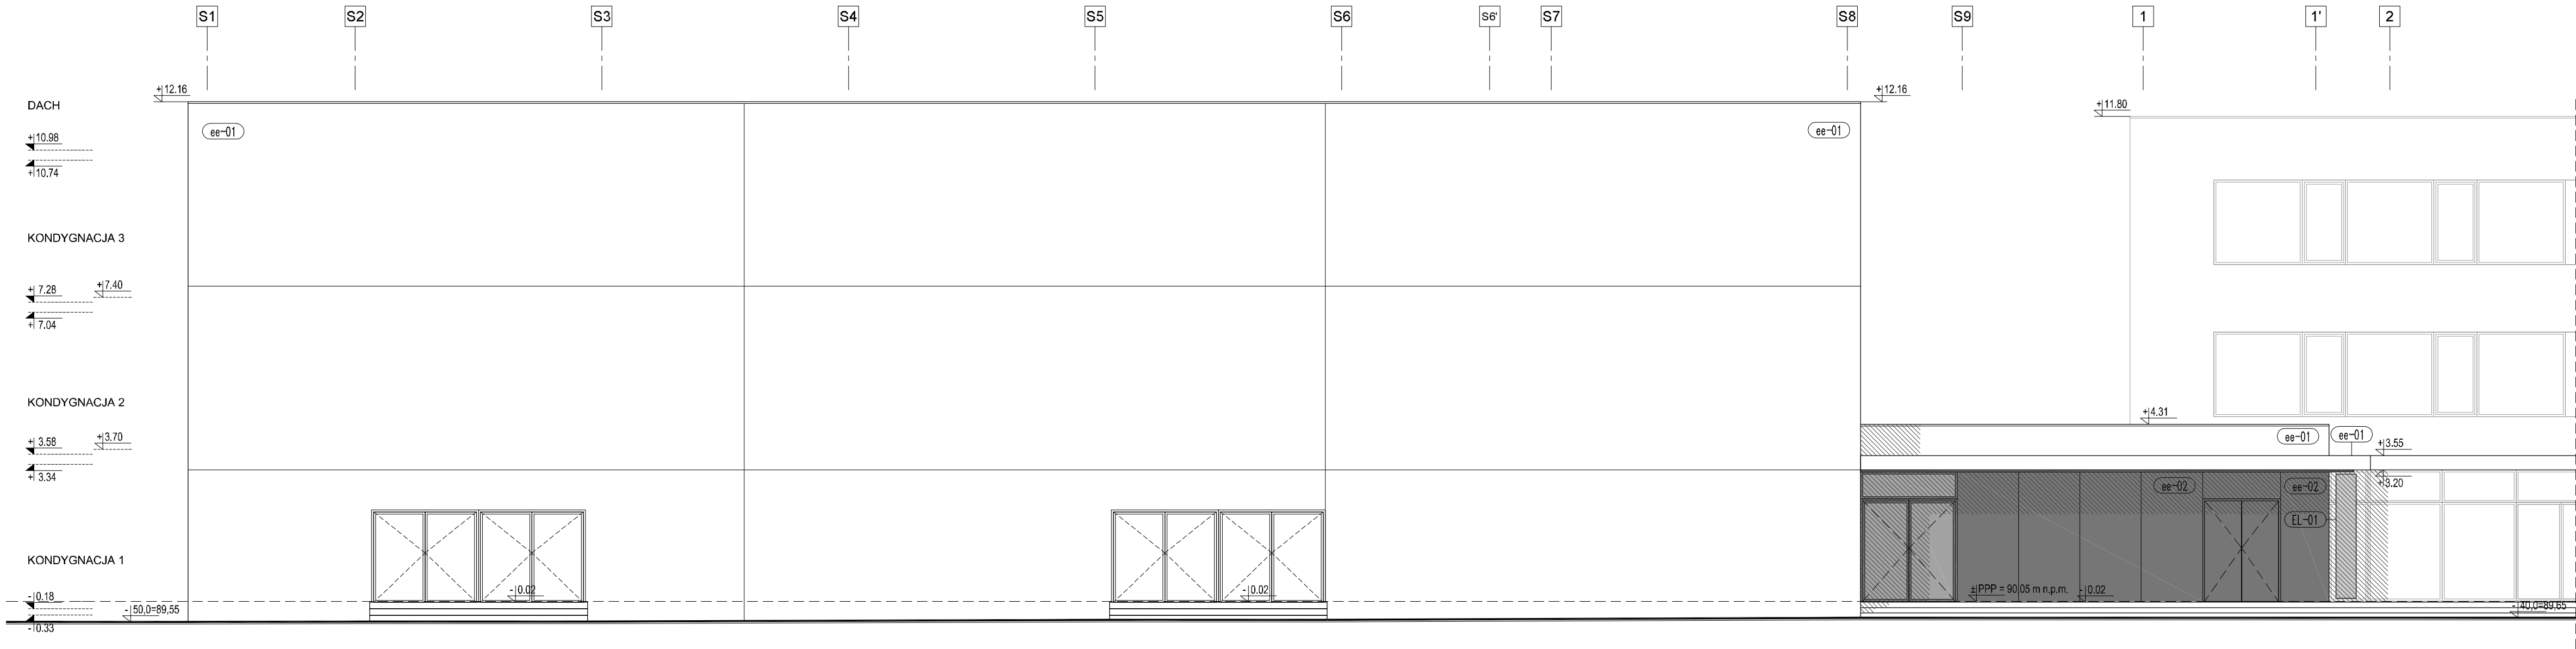 S1 S2 S3 S4 S5 S6 S6' S7 S8 S9 1 1' 2
+12.16
+12.16
+11.80
DACH
ee-01
ee-01
+10.98
+10.74
KONDYGNACJA 3
+7.28
+7.40
+7.04
KONDYGNACJA 2
+4.31
+3.58
+3.70
ee-01
ee-01
+3.55
+3.34
+3.20
ee-02
ee-02
EL-01
KONDYGNACJA 1
-0.02
-0.02
±PPP = 90,05 m n.p.m.
-0.02
-0.18
-50,0=89,55
-40,0=89,65
-0.33